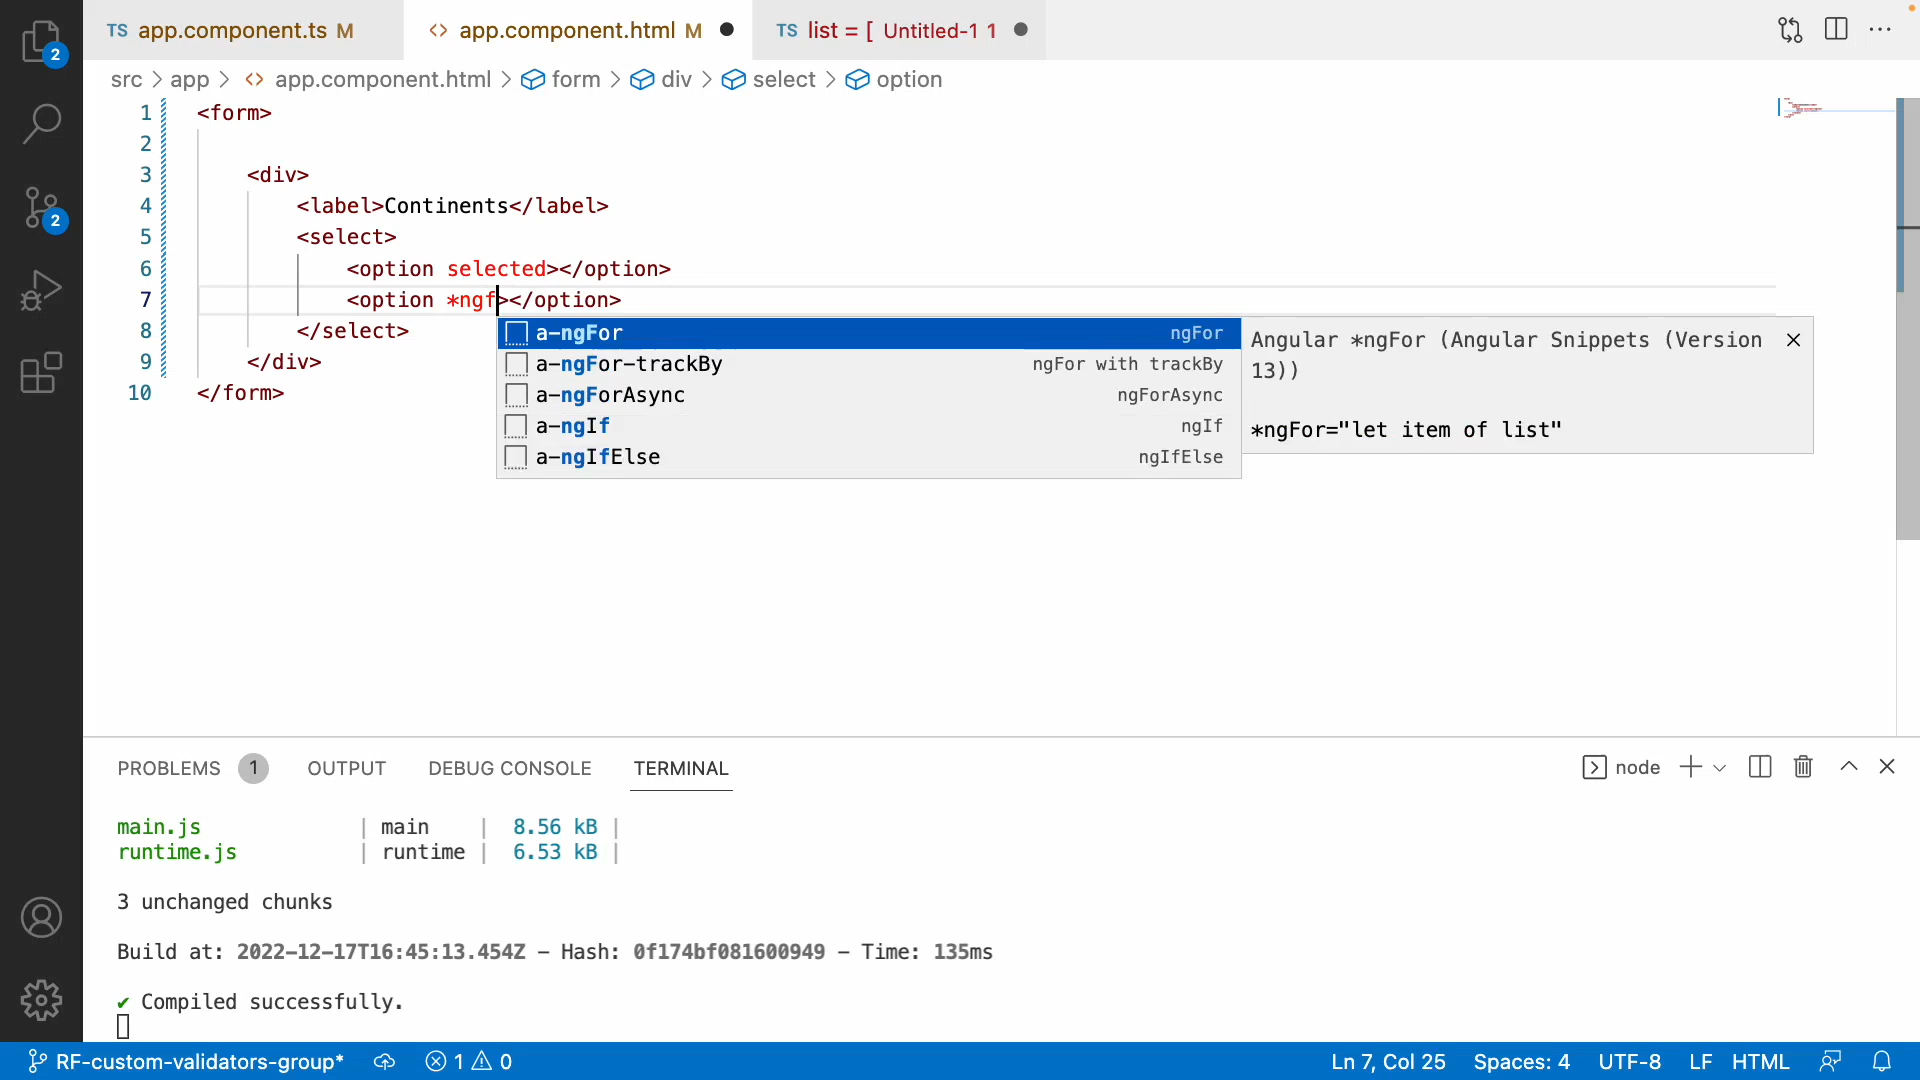 2
2
TS app.component.ts M
<> app.component.html M
TS list = [ Untitled-1 1
src > app > <> app.component.html > form > div > select > option
1 <form>
2
3 <div>
4 <label>Continents</label>
5 <select>
6 <option selected></option>
7 <option *ngf></option>
8 </select>
9 </div>
10 </form>
a-ngFor ngFor
a-ngFor-trackBy ngFor with trackBy
a-ngForAsync ngForAsync
a-ngIf ngIf
a-ngIfElse ngIfElse
Angular *ngFor (Angular Snippets (Version
13))
*ngFor="let item of list"
PROBLEMS 1 OUTPUT DEBUG CONSOLE TERMINAL node
main.js | main | 8.56 kB |
runtime.js | runtime | 6.53 kB |
3 unchanged chunks
Build at: 2022-12-17T16:45:13.454Z - Hash: 0f174bf081600949 - Time: 135ms
✔ Compiled successfully.
RF-custom-validators-group* 1 0 Ln 7, Col 25 Spaces: 4 UTF-8 LF HTML